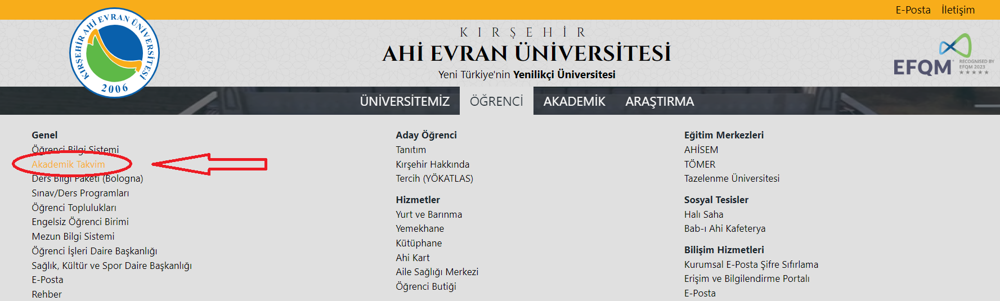 E-Posta İletişim
KIRŞEHİR AHİ EVRAN ÜNİVERSİTESİ
2006
KIRŞEHİR
AHİ EVRAN ÜNİVERSİTESİ
Yeni Türkiye'nin Yenilikçi Üniversitesi
EFQM
RECOGNISED BY
EFQM 2023
ÜNİVERSİTEMİZ ÖĞRENCİ AKADEMİK ARAŞTIRMA
Genel
Öğrenci Bilgi Sistemi
Akademik Takvim
Ders Bilgi Paketi (Bologna)
Sınav/Ders Programları
Öğrenci Toplulukları
Engelsiz Öğrenci Birimi
Mezun Bilgi Sistemi
Öğrenci İşleri Daire Başkanlığı
Sağlık, Kültür ve Spor Daire Başkanlığı
E-Posta
Rehber
Aday Öğrenci
Tanıtım
Kırşehir Hakkında
Tercih (YÖKATLAS)
Hizmetler
Yurt ve Barınma
Yemekhane
Kütüphane
Ahi Kart
Aile Sağlığı Merkezi
Öğrenci Butiği
Eğitim Merkezleri
AHİSEM
TÖMER
Tazelenme Üniversitesi
Sosyal Tesisler
Halı Saha
Bab-ı Ahi Kafeterya
Bilişim Hizmetleri
Kurumsal E-Posta Şifre Sıfırlama
Erişim ve Bilgilendirme Portalı
E-Posta